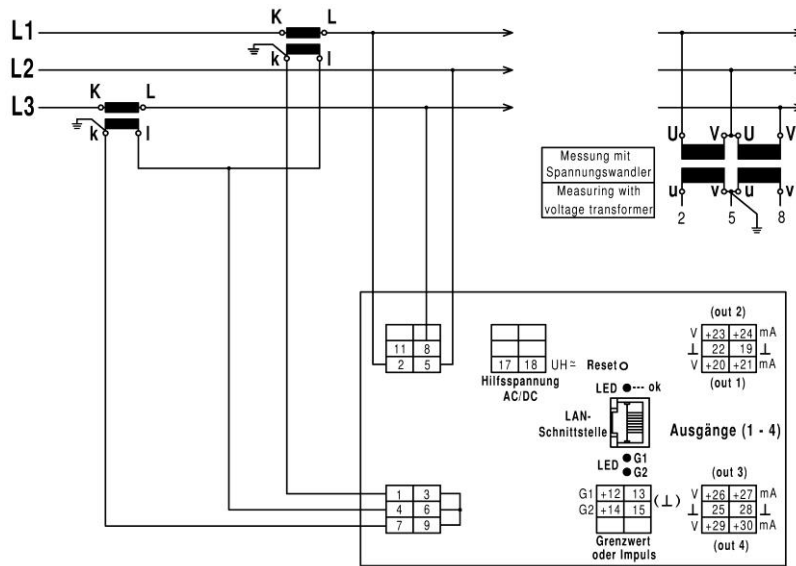 K L
L1
k l
L2
K L
L3
k l
U V U V
u v u v
2 5 8
Messung mit
Spannungswandler
Measuring with
voltage transformer
11 8
2 5
17 18 UH ≂
Hilfsspannung
AC/DC
Reset
LED --- ok
LAN-
Schnittstelle
LED G1
G2
(out 2)
V +23 +24 mA
⊥ 22 19 ⊥
V +20 +21 mA
(out 1)
Ausgänge (1 - 4)
1 3
4 6
7 9
G1 +12 13 (⊥)
G2 +14 15
Grenzwert
oder Impuls
(out 3)
V +26 +27 mA
⊥ 25 28 ⊥
V +29 +30 mA
(out 4)